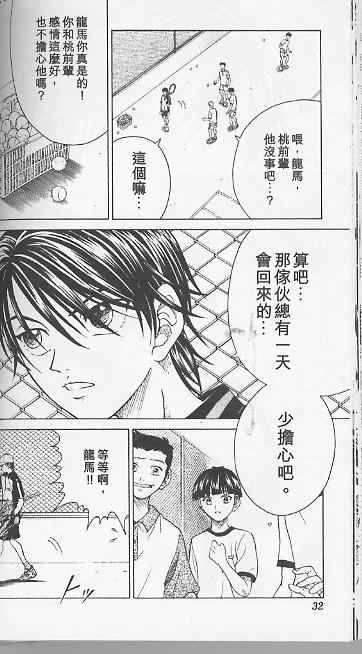 喂，龍馬，
桃前輩
他沒事吧…？
這個嘛…
龍馬你真是的！
你和桃前輩
感情這麼好，
也不擔心他嗎？
算吧…
那傢伙總有一天
會回來的…
少擔心吧。
等等啊，
龍馬!!
32